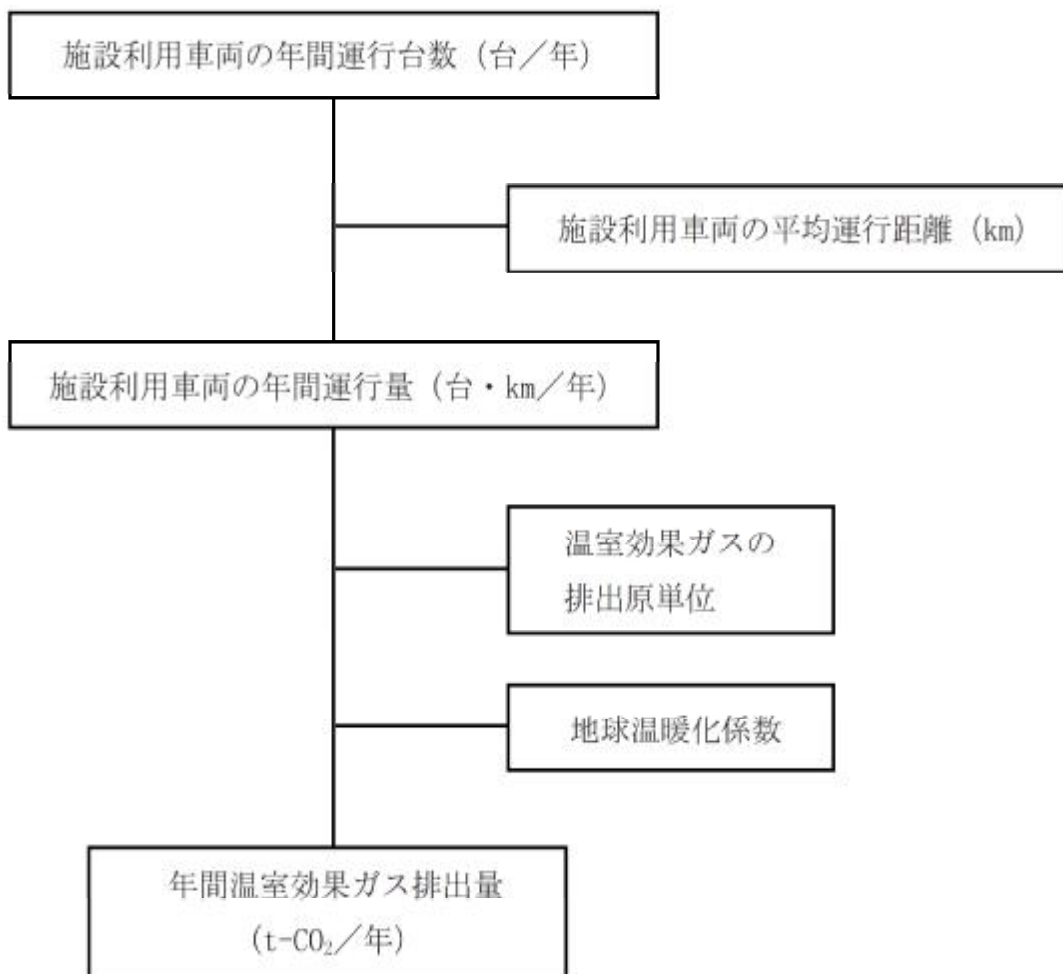 施設利用車両の年間運行台数（台／年）
施設利用車両の平均運行距離（km）
施設利用車両の年間運行量（台・km／年）
温室効果ガスの
排出原単位
地球温暖化係数
年間温室効果ガス排出量
（t-CO₂／年）